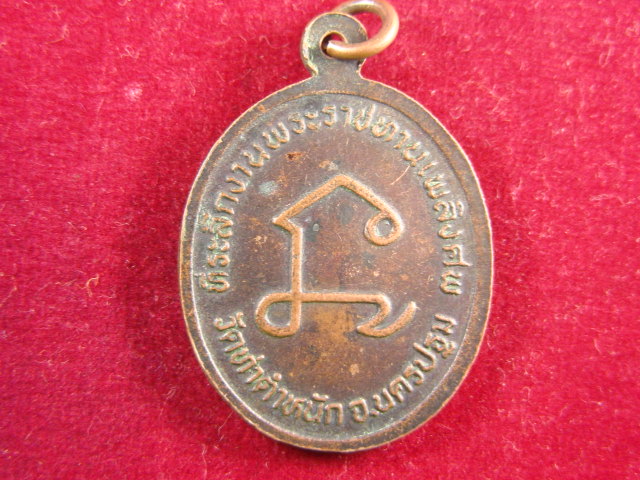 ที่ระลึกงานพระราชทานเพลิงศพ
วัดท่าตำหนัก อ.นครปฐม